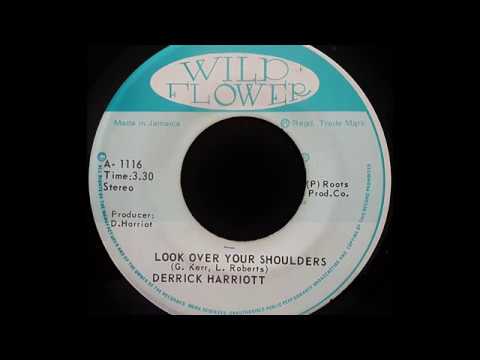 WILD
FLOWER
Made in Jamaica
Regd. Trade Mark
A- 1116
Time:3.30
Stereo
(P) Roots
Prod.Co.
Producer:
D.Harriot
LOOK OVER YOUR SHOULDERS
(G. Kerr, L. Roberts)
DERRICK HARRIOTT